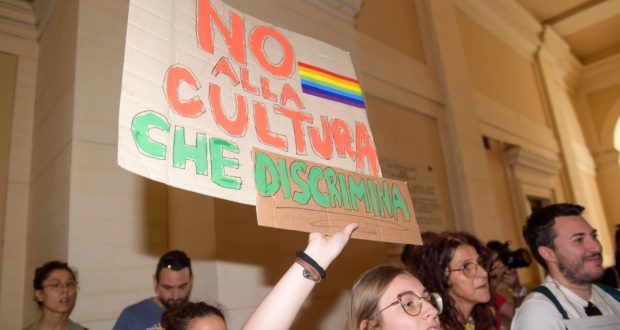 NO
ALLA
CULTURA
CHE DISCRIMINA